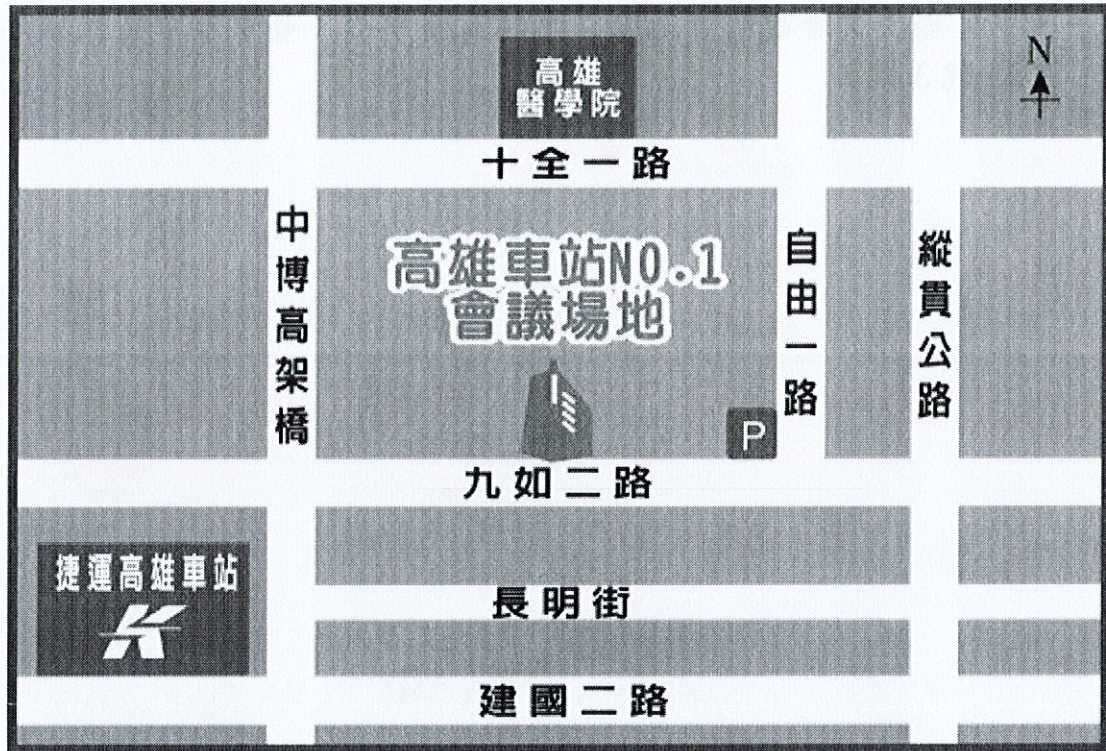 高雄
醫學院
N
十全一路
中博高架橋
高雄車站NO.1
會議場地
自由一路
縱貫公路
P
九如二路
捷運高雄車站
長明街
建國二路